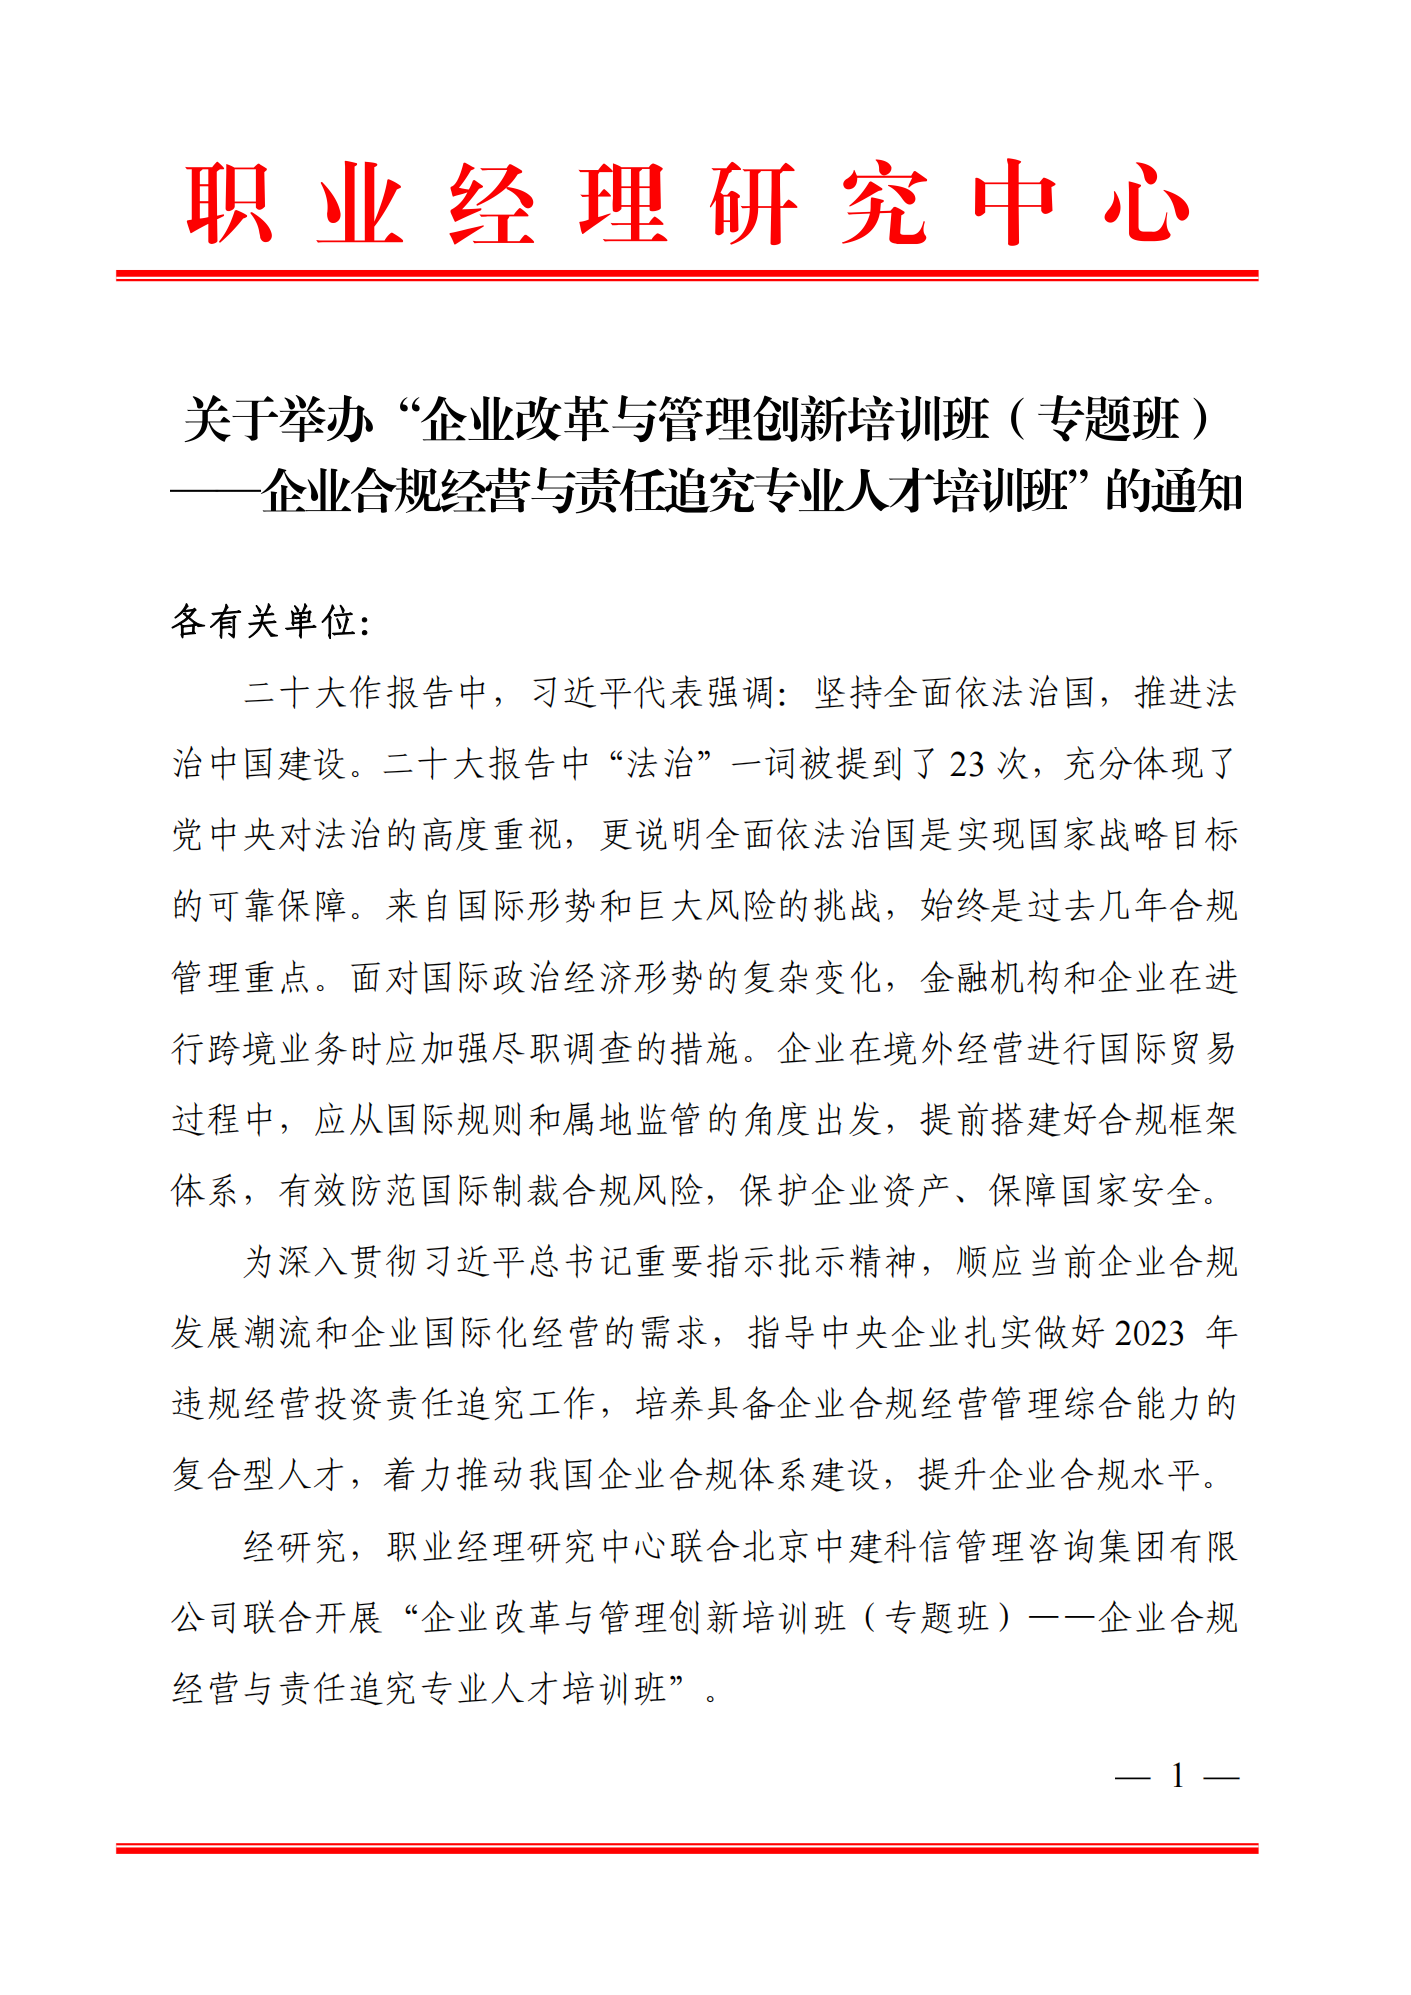 职业经理研究中心
关于举办“企业改革与管理创新培训班（专题班）
——企业合规经营与责任追究专业人才培训班”的通知
各有关单位：
二十大作报告中，习近平代表强调：坚持全面依法治国，推进法
治中国建设。二十大报告中“法治”一词被提到了 23 次，充分体现了
党中央对法治的高度重视，更说明全面依法治国是实现国家战略目标
的可靠保障。来自国际形势和巨大风险的挑战，始终是过去几年合规
管理重点。面对国际政治经济形势的复杂变化，金融机构和企业在进
行跨境业务时应加强尽职调查的措施。企业在境外经营进行国际贸易
过程中，应从国际规则和属地监管的角度出发，提前搭建好合规框架
体系，有效防范国际制裁合规风险，保护企业资产、保障国家安全。
为深入贯彻习近平总书记重要指示批示精神，顺应当前企业合规
发展潮流和企业国际化经营的需求，指导中央企业扎实做好 2023 年
违规经营投资责任追究工作，培养具备企业合规经营管理综合能力的
复合型人才，着力推动我国企业合规体系建设，提升企业合规水平。
经研究，职业经理研究中心联合北京中建科信管理咨询集团有限
公司联合开展“企业改革与管理创新培训班（专题班）——企业合规
经营与责任追究专业人才培训班”。
— 1 —